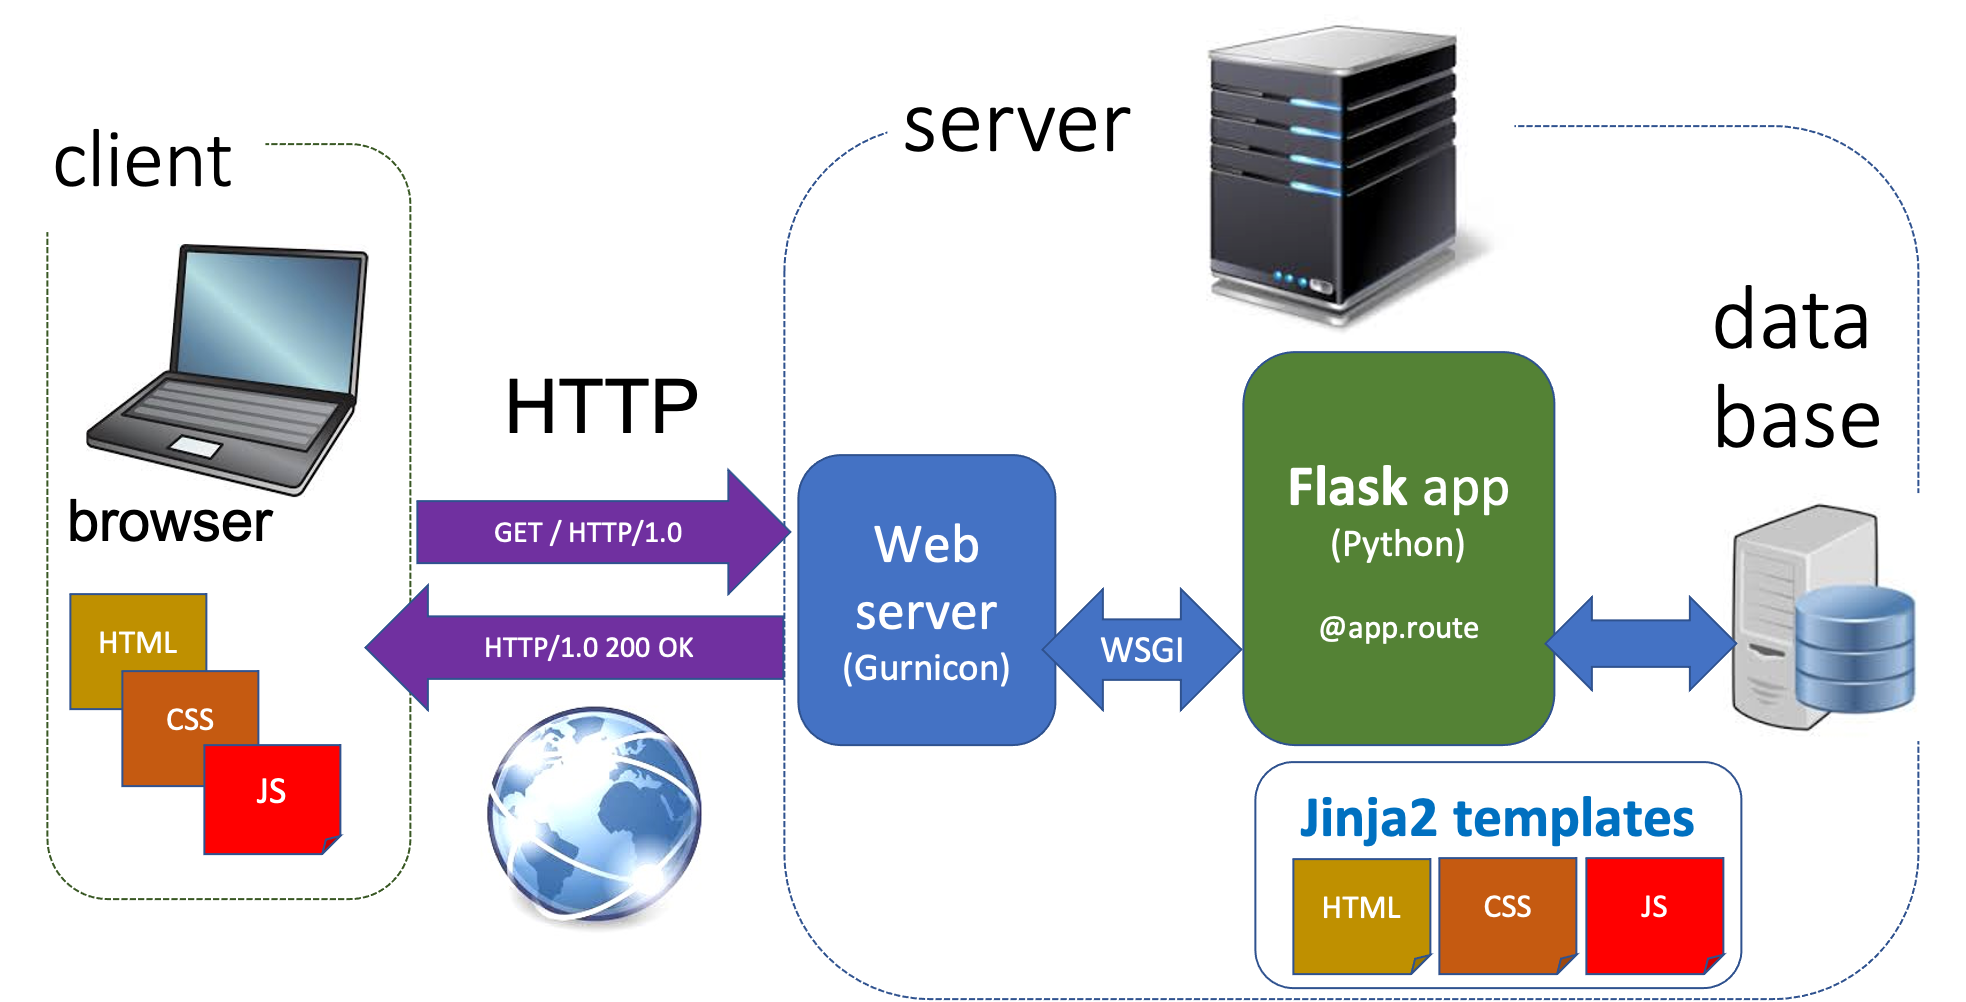 client
browser
HTML
CSS
JS
HTTP
GET / HTTP/1.0
HTTP/1.0 200 OK
server
Web
server
(Gurnicon)
WSGI
Flask app
(Python)
@app.route
data
base
Jinja2 templates
HTML
CSS
JS